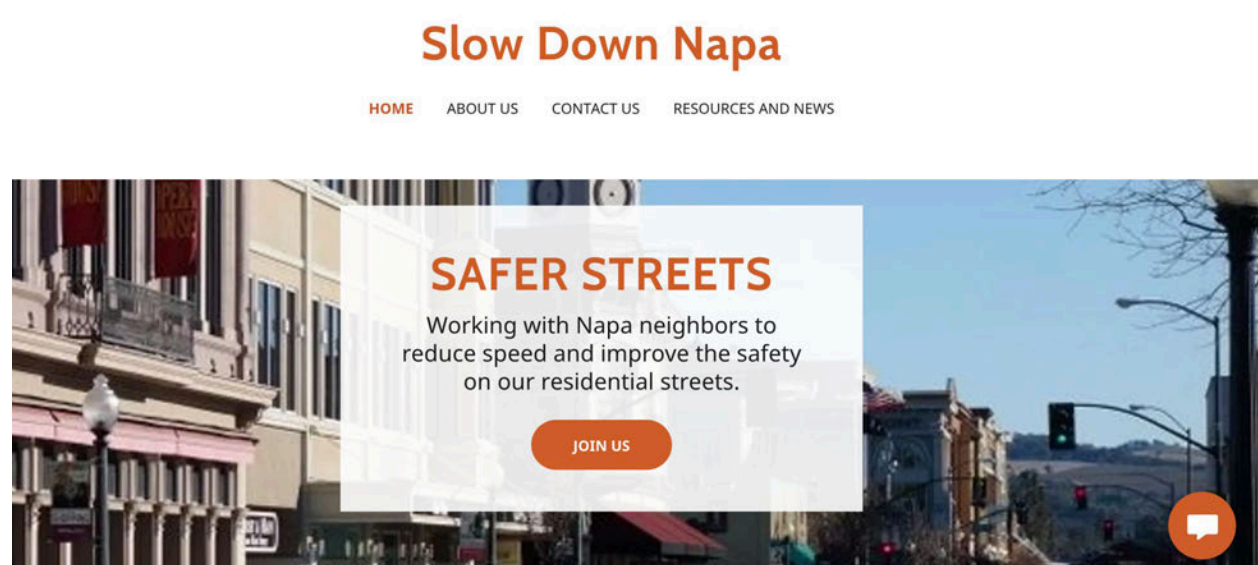 Slow Down Napa
HOME ABOUT US CONTACT US RESOURCES AND NEWS
SAFER STREETS
Working with Napa neighbors to
reduce speed and improve the safety
on our residential streets.
JOIN US